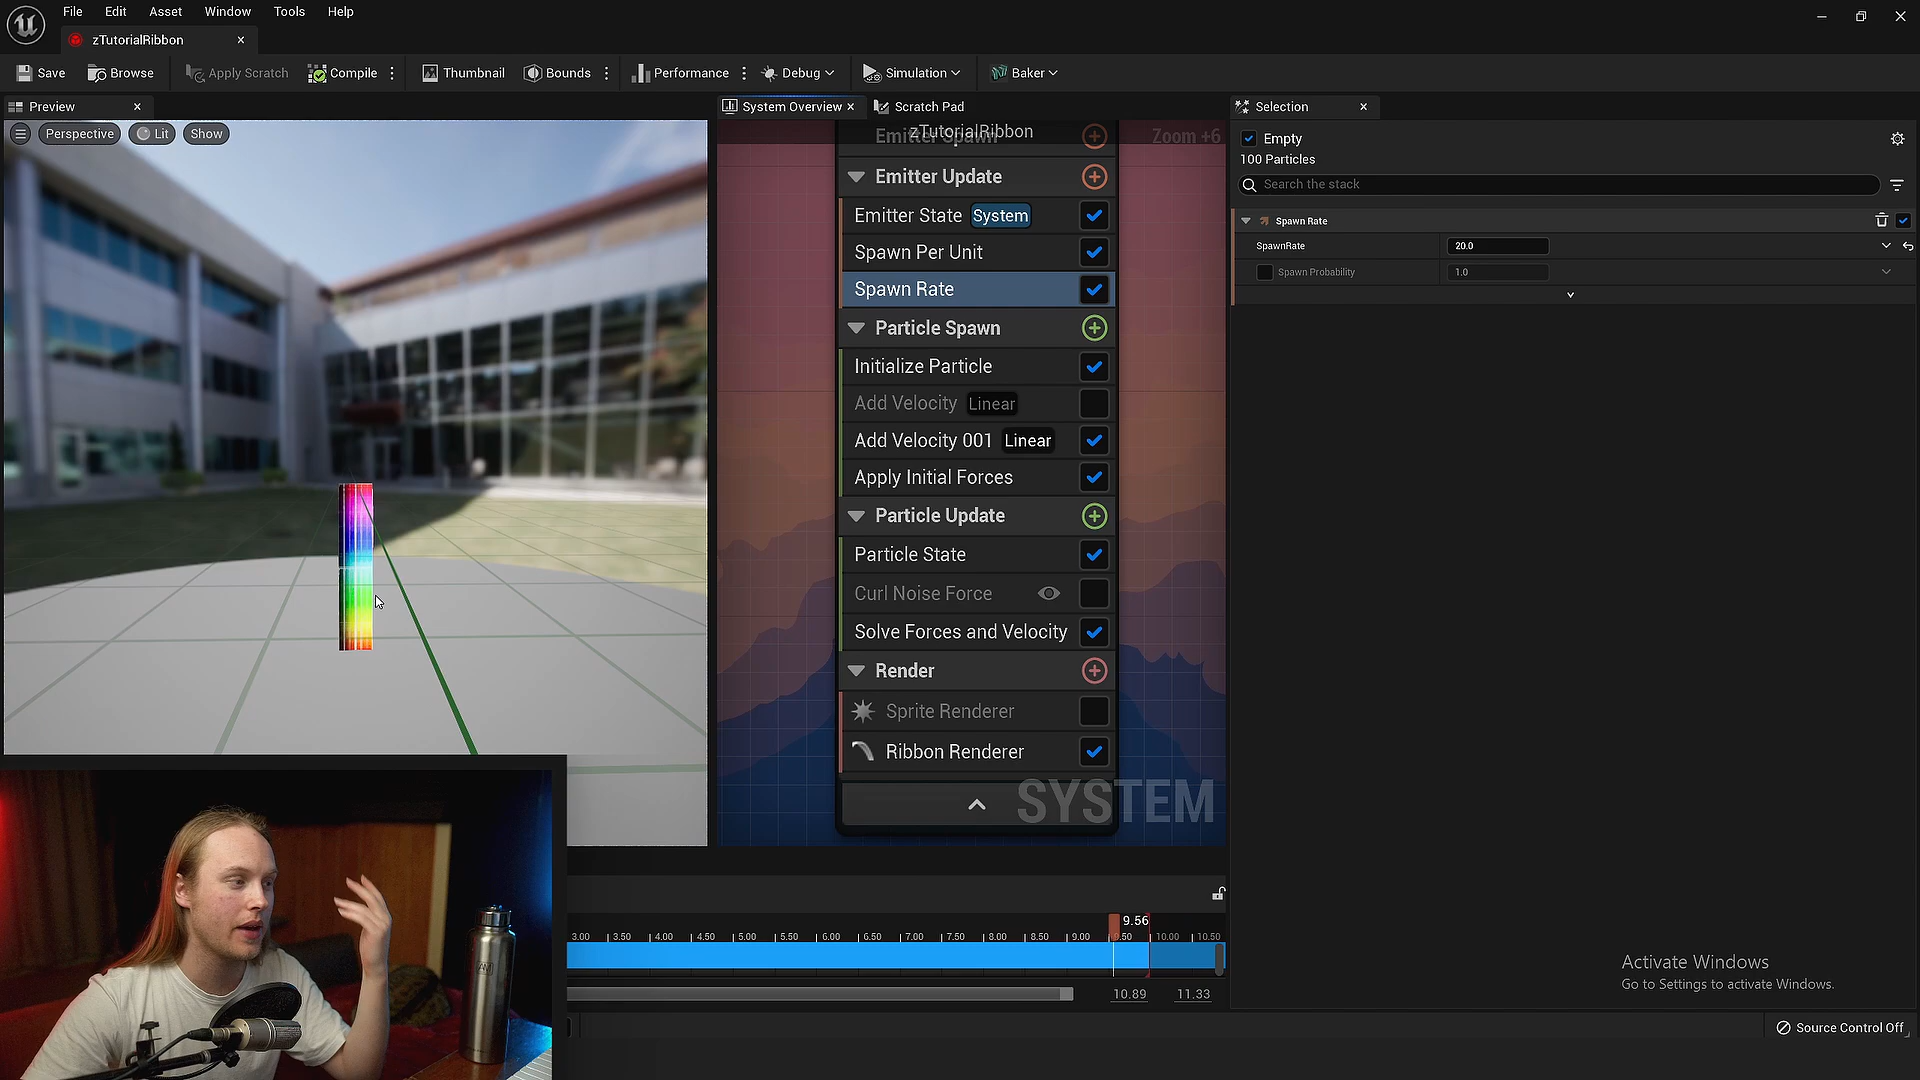 File Edit Asset Window Tools Help
zTutorialRibbon
Save Browse Apply Scratch Compile Thumbnail Bounds Performance Debug Simulation Baker
Preview
Perspective Lit Show
System Overview Scratch Pad
Emitter Spawn
zTutorialRibbon
Zoom +6
Emitter Update
Emitter State System
Spawn Per Unit
Spawn Rate
Particle Spawn
Initialize Particle
Add Velocity Linear
Add Velocity 001 Linear
Apply Initial Forces
Particle Update
Particle State
Curl Noise Force
Solve Forces and Velocity
Render
Sprite Renderer
Ribbon Renderer
SYSTEM
Selection
Empty
100 Particles
Search the stack
Spawn Rate
SpawnRate 20.0
Spawn Probability 1.0
9.56
3.00 3.50 4.00 4.50 5.00 5.50 6.00 6.50 7.00 7.50 8.00 8.50 9.00 9.50 10.00 10.50
10.89 11.33
Activate Windows
Go to Settings to activate Windows.
Source Control Off